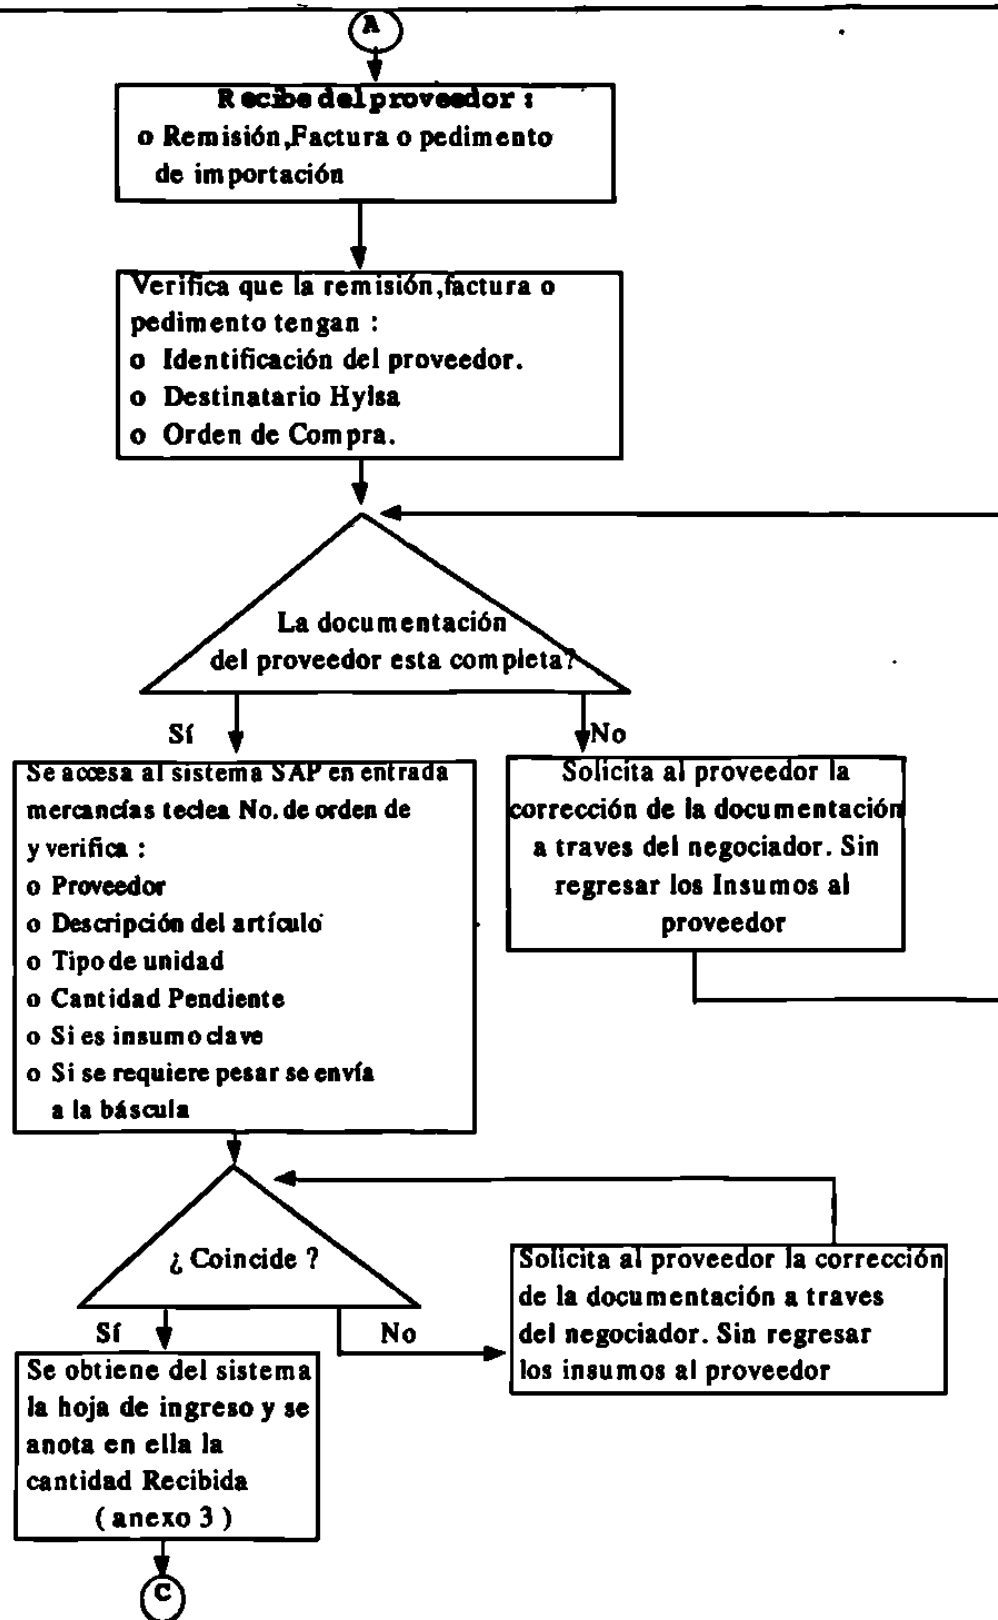 A
Recibe del proveedor :
o Remisión,Factura o pedimento
de importación
Verifica que la remisión,factura o
pedimento tengan :
o Identificación del proveedor.
o Destinatario Hylsa
o Orden de Compra.
La documentación
del proveedor esta completa?
Sí
No
Se accesa al sistema SAP en entrada
mercancías teclea No. de orden de
y verifica :
o Proveedor
o Descripción del artículo
o Tipo de unidad
o Cantidad Pendiente
o Si es insumo clave
o Si se requiere pesar se envía
a la báscula
Solicita al proveedor la
corrección de la documentación
a traves del negociador. Sin
regresar los Insumos al
proveedor
¿ Coincide ?
Sí
No
Solicita al proveedor la corrección
de la documentación a traves
del negociador. Sin regresar
los insumos al proveedor
Se obtiene del sistema
la hoja de ingreso y se
anota en ella la
cantidad Recibida
( anexo 3 )
C